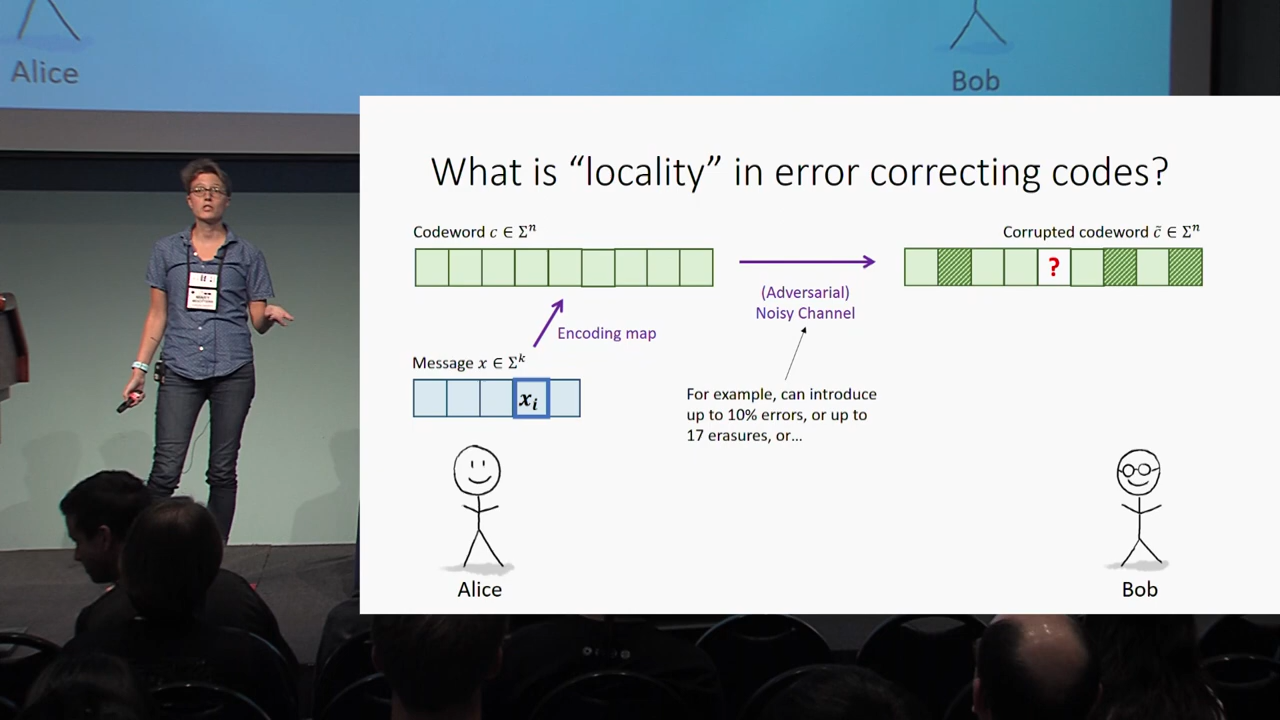 Alice
Bob
What is “locality” in error correcting codes?
Codeword c ∈ Σⁿ
Corrupted codeword c̃ ∈ Σⁿ
?
(Adversarial)
Noisy Channel
Encoding map
Message x ∈ Σᵏ
xᵢ
For example, can introduce
up to 10% errors, or up to
17 erasures, or…
Alice
Bob